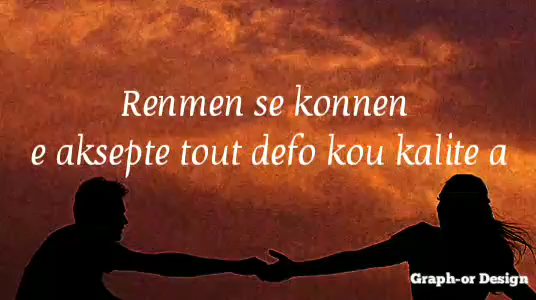 Renmen se konnen
e aksepte tout defo kou kalite a
Graph-or Design